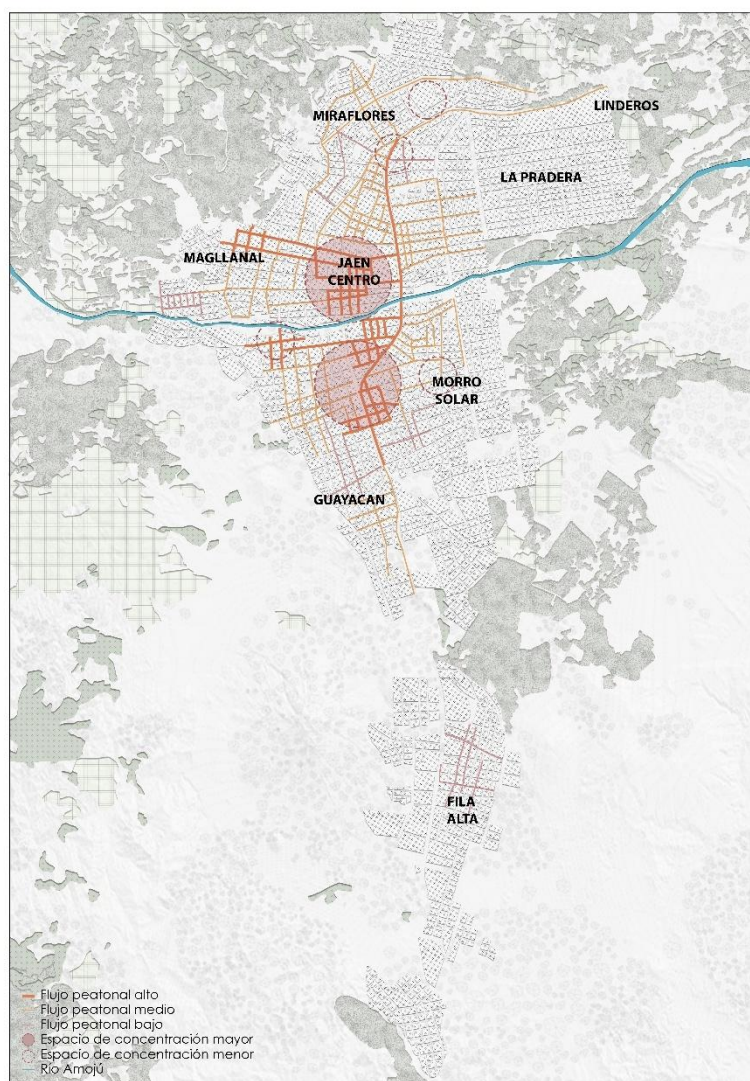 MIRAFLORES
LINDEROS
LA PRADERA
MAGLLANAL
JAEN
CENTRO
MORRO
SOLAR
GUAYACAN
FILA
ALTA
Flujo peatonal alto
Flujo peatonal medio
Flujo peatonal bajo
Espacio de concentración mayor
Espacio de concentración menor
Río Amojú